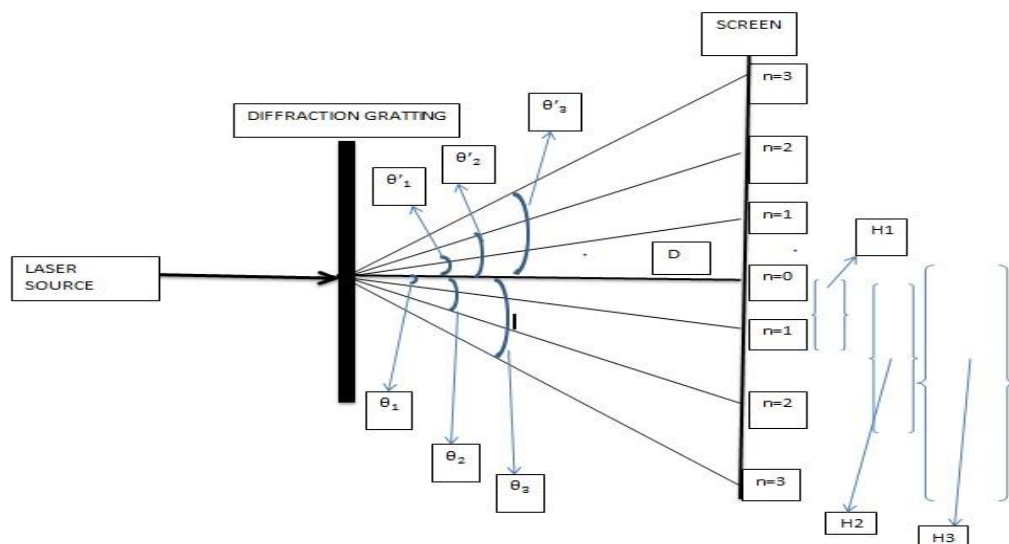 SCREEN
n=3
DIFFRACTION GRATTING
θ'₃
θ'₂
n=2
θ'₁
n=1
H1
D
LASER
SOURCE
n=0
n=1
θ₁
n=2
θ₂
θ₃
n=3
H2
H3